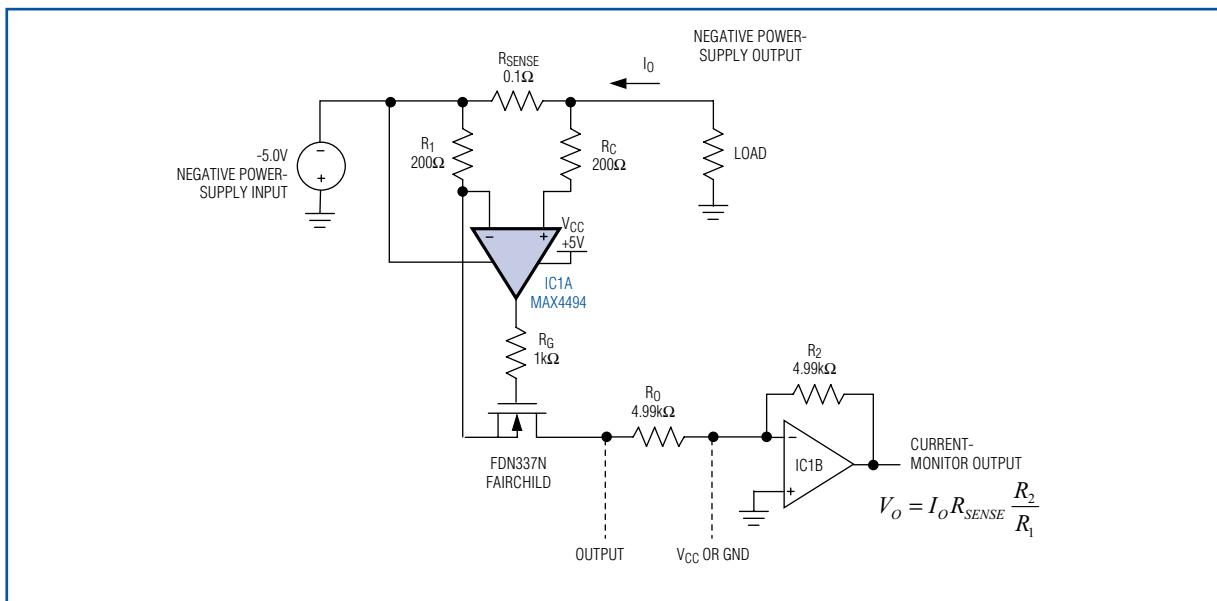 NEGATIVE POWER-
SUPPLY OUTPUT
RSENSE
0.1Ω
IO
R1
200Ω
RC
200Ω
LOAD
-5.0V
NEGATIVE POWER-
SUPPLY INPUT
−
+
−
+
VCC
+5V
IC1A
MAX4494
RG
1kΩ
R2
4.99kΩ
RO
4.99kΩ
−
+
IC1B
CURRENT-
MONITOR OUTPUT
FDN337N
FAIRCHILD
VO = IO RSENSE R2/R1
OUTPUT
VCC OR GND